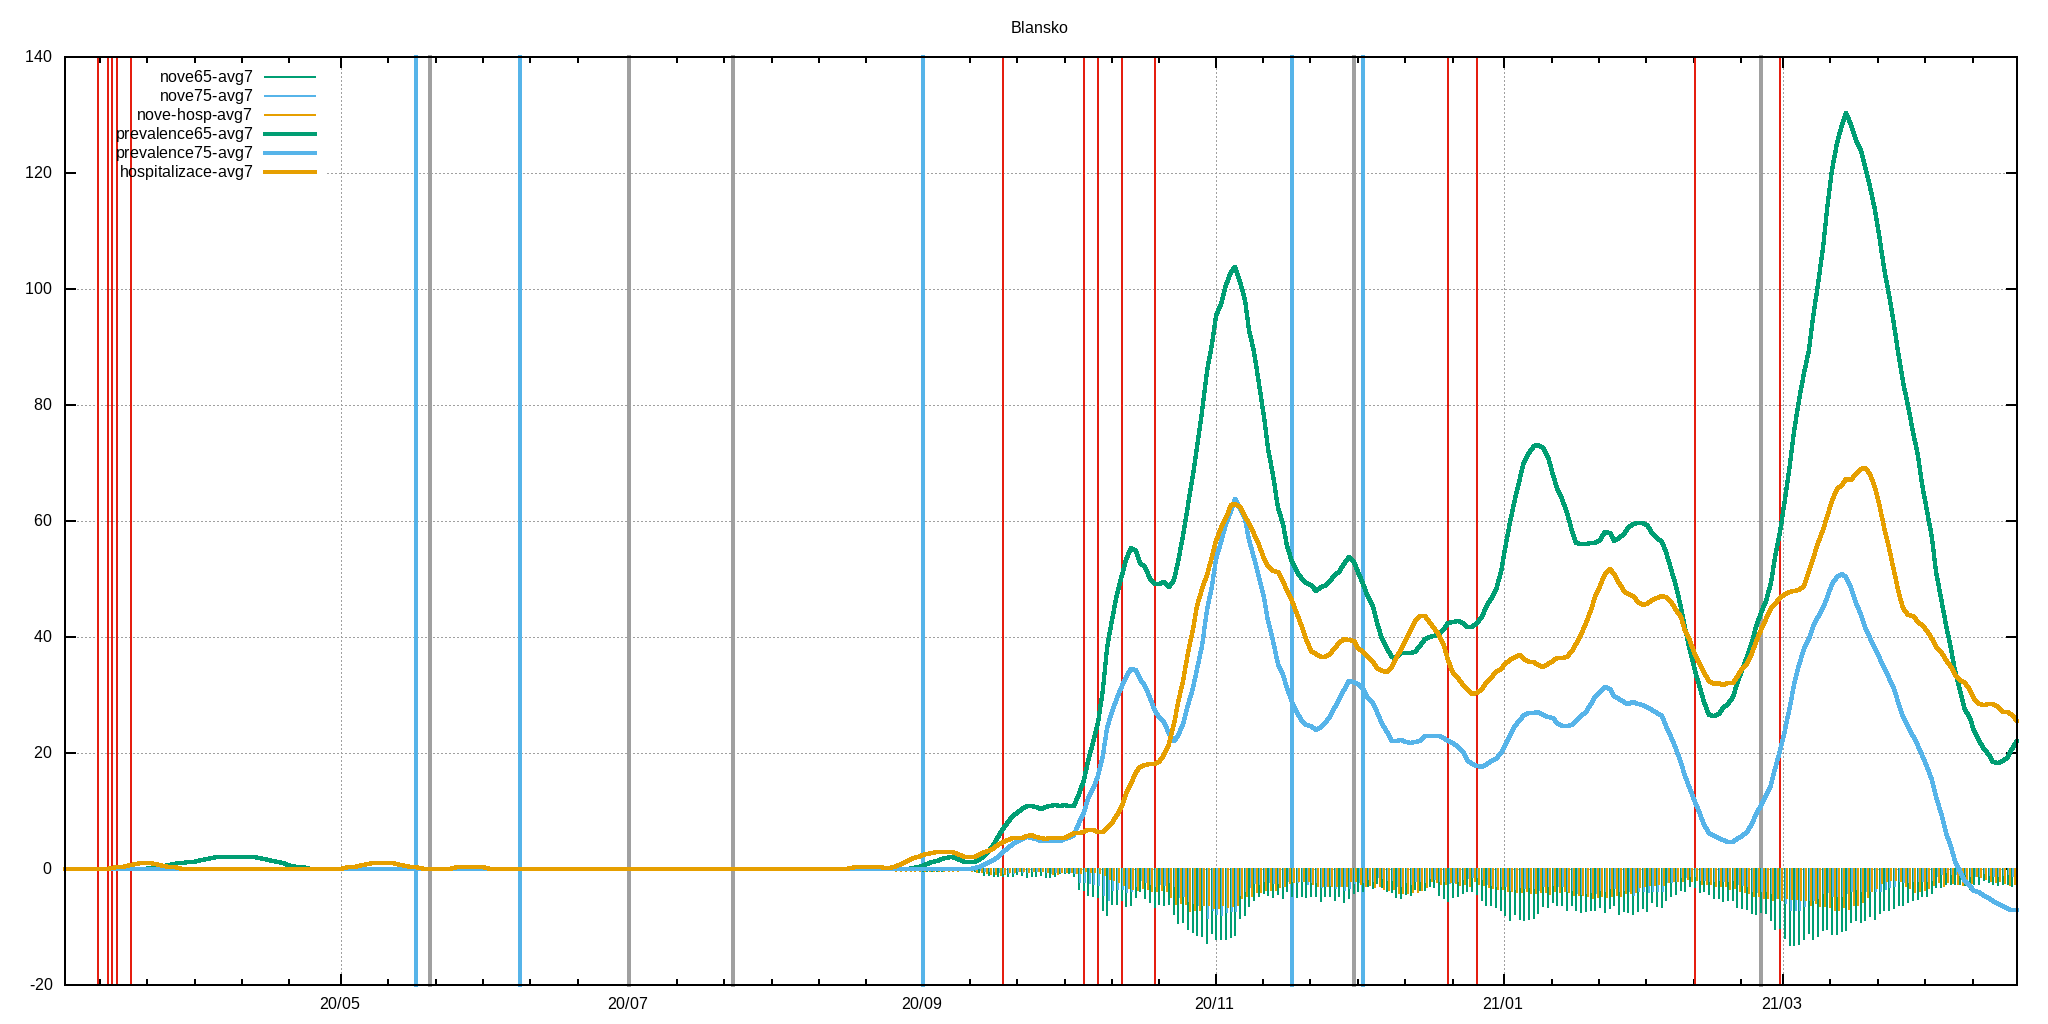 Blansko
140
120
100
80
60
40
20
0
-20
nove65-avg7
nove75-avg7
nove-hosp-avg7
prevalence65-avg7
prevalence75-avg7
hospitalizace-avg7
20/05 20/07 20/09 20/11 21/01 21/03